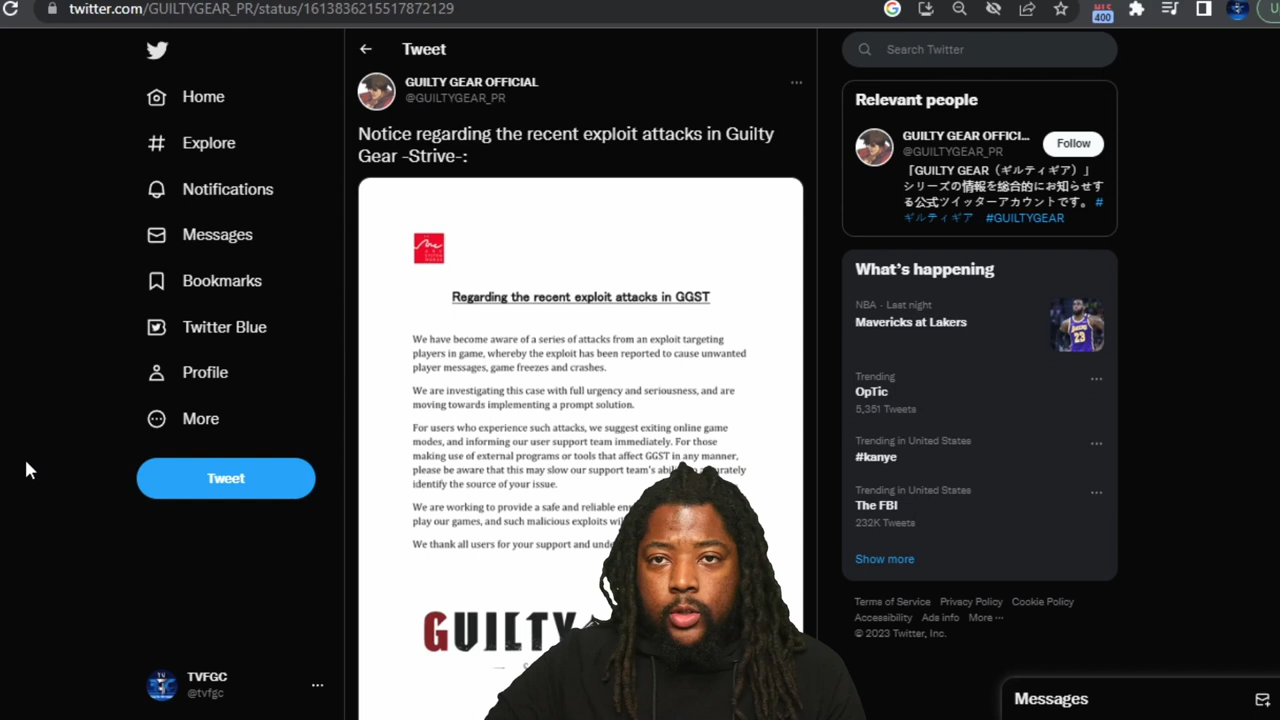 twitter.com/GUILTYGEAR_PR/status/1613836215517872129
400
Home
Explore
Notifications
Messages
Bookmarks
Twitter Blue
Profile
More
Tweet
TVFGC
@tvfgc
Tweet
GUILTY GEAR OFFICIAL
@GUILTYGEAR_PR
Notice regarding the recent exploit attacks in Guilty
Gear -Strive-:
Regarding the recent exploit attacks in GGST
We have become aware of a series of attacks from an exploit targeting
players in game, whereby the exploit has been reported to cause unwanted
player messages, game freezes and crashes.
We are investigating this case with full urgency and seriousness, and are
moving towards implementing a prompt solution.
For users who experience such attacks, we suggest exiting online game
modes, and informing our user support team immediately. For those
making use of external programs or tools that affect GGST in any manner,
please be aware that this may slow our support team's
identify the source of your issue.
We are working to provide a safe and reliable
play our games, and such malicious exploits
We thank all users for your support and
GUILTY
Search Twitter
Relevant people
GUILTY GEAR OFFICI...
@GUILTYGEAR_PR
Follow
「GUILTY GEAR（ギルティギア）」
シリーズの情報を総合的にお知らせす
る公式ツイッターアカウントです。 #
ギルティギア #GUILTYGEAR
What's happening
NBA · Last night
Mavericks at Lakers
Trending
OpTic
5,351 Tweets
Trending in United States
#kanye
Trending in United States
The FBI
232K Tweets
Show more
Terms of Service Privacy Policy Cookie Policy
Accessibility Ads info More ···
© 2023 Twitter, Inc.
Messages